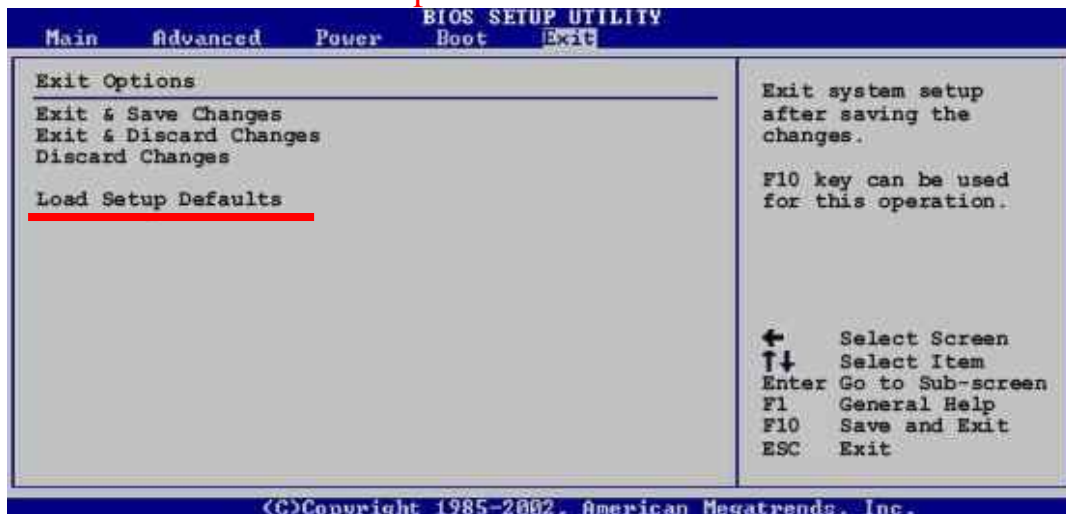 BIOS SETUP UTILITY
Main Advanced Power Boot Exit
Exit Options
Exit & Save Changes
Exit & Discard Changes
Discard Changes
Load Setup Defaults
Exit system setup
after saving the
changes.
F10 key can be used
for this operation.
← Select Screen
↑↓ Select Item
Enter Go to Sub-screen
F1 General Help
F10 Save and Exit
ESC Exit
(C)Copyright 1985-2002, American Megatrends, Inc.